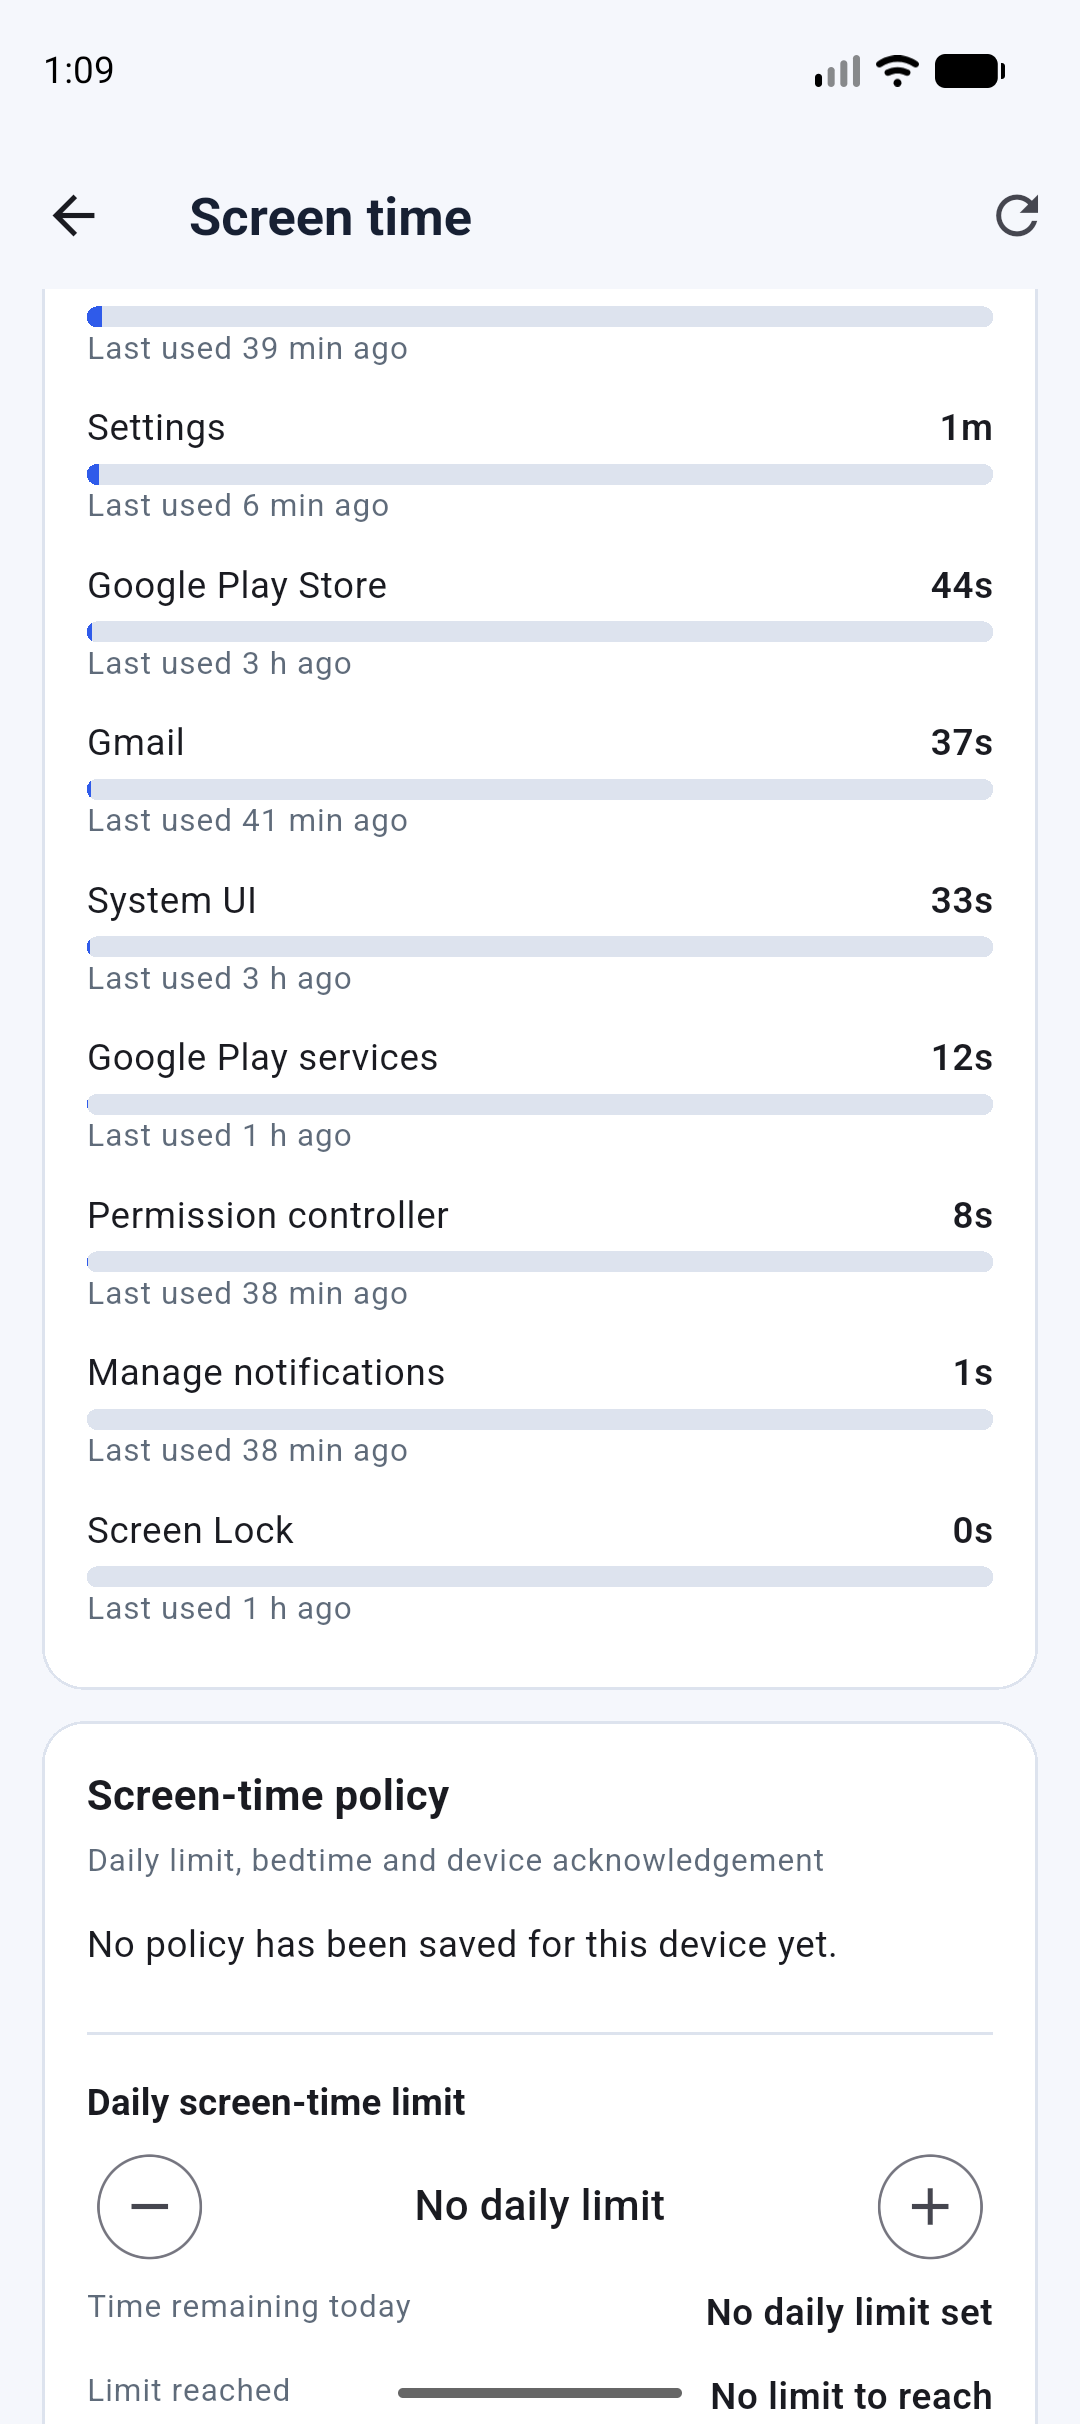 1:09
Screen time
Last used 39 min ago
Settings 1m
Last used 6 min ago
Google Play Store 44s
Last used 3 h ago
Gmail 37s
Last used 41 min ago
System UI 33s
Last used 3 h ago
Google Play services 12s
Last used 1 h ago
Permission controller 8s
Last used 38 min ago
Manage notifications 1s
Last used 38 min ago
Screen Lock 0s
Last used 1 h ago
Screen-time policy
Daily limit, bedtime and device acknowledgement
No policy has been saved for this device yet.
Daily screen-time limit
No daily limit
Time remaining today No daily limit set
Limit reached No limit to reach